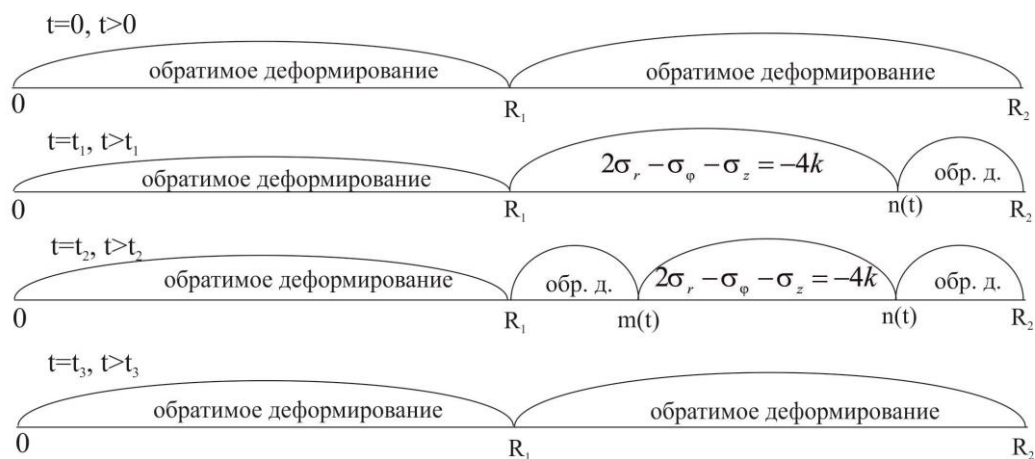 t=0, t>0
обратимое деформирование обратимое деформирование
0 R₁ R₂
t=t₁, t>t₁
обратимое деформирование 2σᵣ − σ_φ − σ_z = −4k обр. д.
0 R₁ n(t) R₂
t=t₂, t>t₂
обратимое деформирование обр. д. 2σᵣ − σ_φ − σ_z = −4k обр. д.
0 R₁ m(t) n(t) R₂
t=t₃, t>t₃
обратимое деформирование обратимое деформирование
0 R₁ R₂